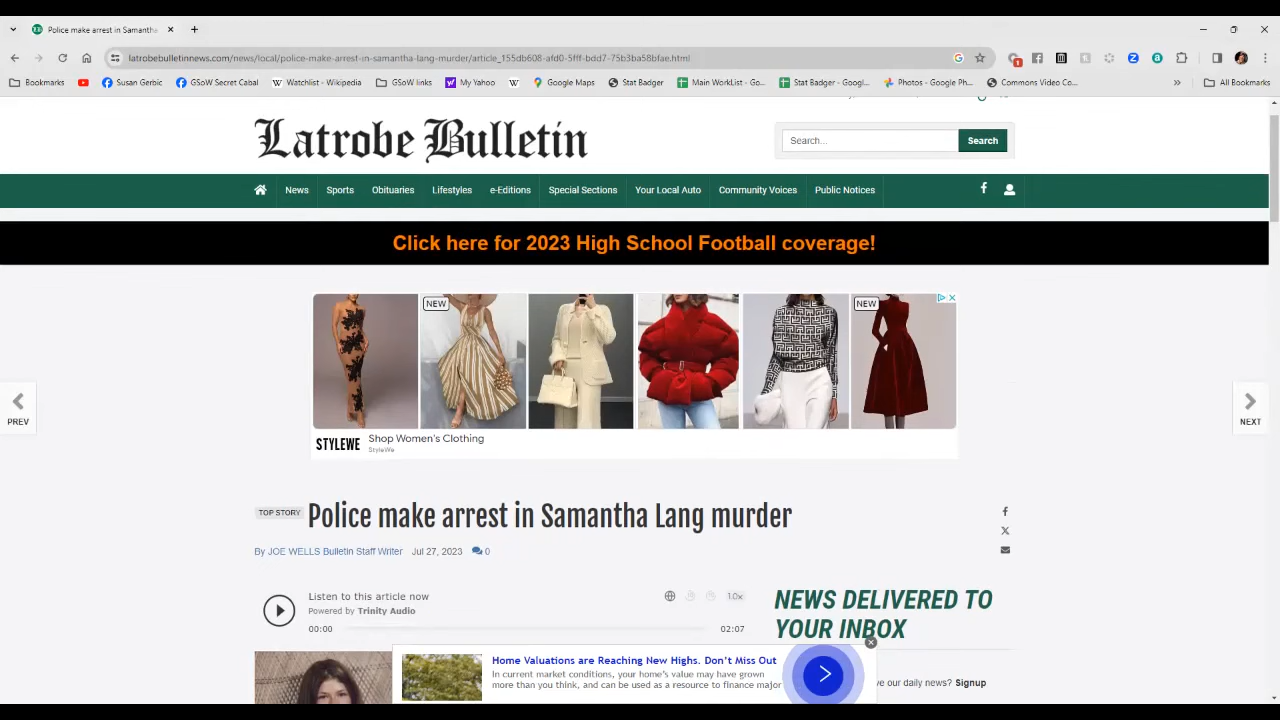 Police make arrest in Samantha
latrobebulletinnews.com/news/local/police-make-arrest-in-samantha-lang-murder/article_155db608-afd0-5fff-bdd7-75b3ba58bfae.html
Bookmarks Susan Gerbic GSoW Secret Cabal Watchlist - Wikipedia GSoW links My Yahoo Google Maps Stat Badger Main WorkList - Go... Stat Badger - Googl... Photos - Google Ph... Commons Video Co... All Bookmarks
Latrobe Bulletin
Search... Search
News Sports Obituaries Lifestyles e-Editions Special Sections Your Local Auto Community Voices Public Notices
Click here for 2023 High School Football coverage!
NEW NEW
PREV NEXT
STYLEWE Shop Women's Clothing
StyleWe
TOP STORY Police make arrest in Samantha Lang murder
By JOE WELLS Bulletin Staff Writer Jul 27, 2023 0
Listen to this article now 1.0x
Powered by Trinity Audio
00:00 02:07
NEWS DELIVERED TO
YOUR INBOX
Home Valuations are Reaching New Highs. Don't Miss Out
In current market conditions, your home's value may have grown
more than you think, and can be used as a resource to finance major
our daily news? Signup